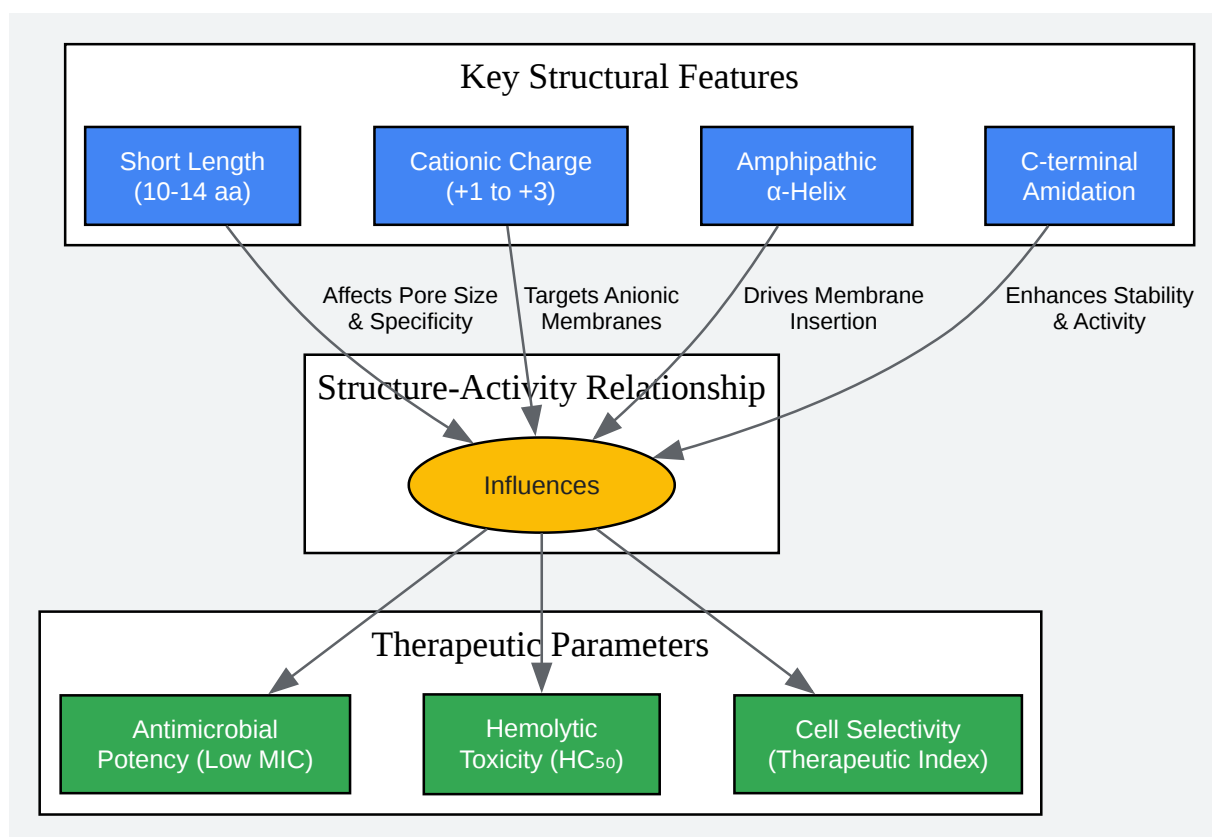 Key Structural Features
Short Length
(10-14 aa)
Cationic Charge
(+1 to +3)
Amphipathic
α-Helix
C-terminal
Amidation
Affects Pore Size
& Specificity
Targets Anionic
Membranes
Drives Membrane
Insertion
Enhances Stability
& Activity
Structure-Activity Relationship
Influences
Therapeutic Parameters
Antimicrobial
Potency (Low MIC)
Hemolytic
Toxicity (HC₅₀)
Cell Selectivity
(Therapeutic Index)